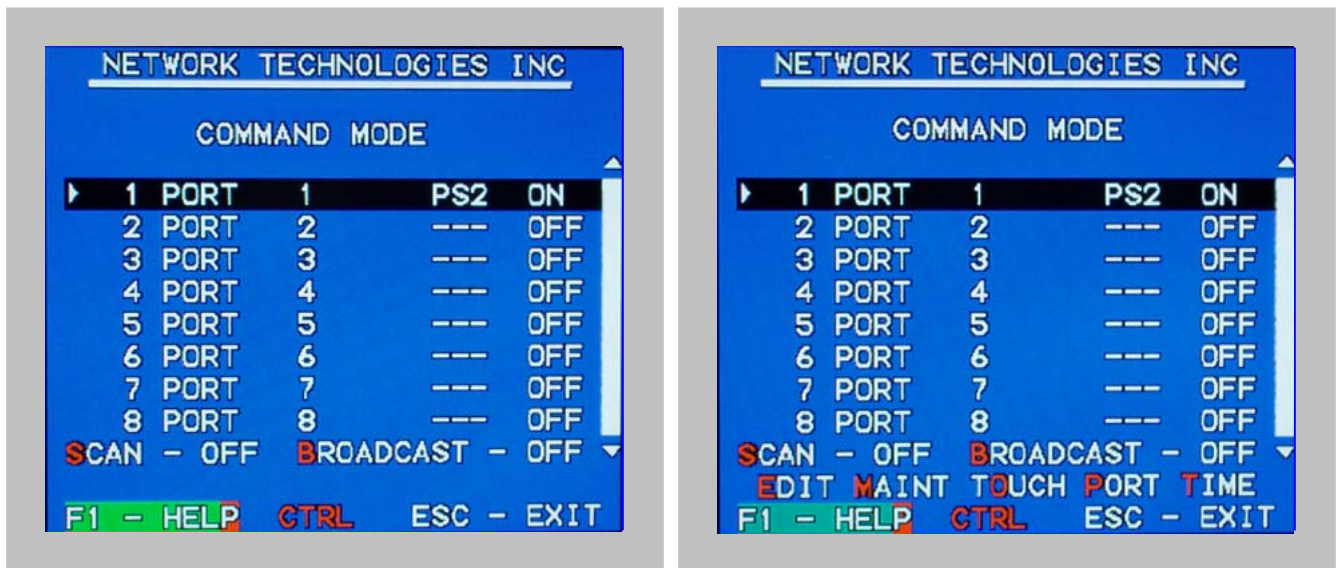 NETWORK TECHNOLOGIES INC
COMMAND MODE
1 PORT 1 PS2 ON
2 PORT 2 --- OFF
3 PORT 3 --- OFF
4 PORT 4 --- OFF
5 PORT 5 --- OFF
6 PORT 6 --- OFF
7 PORT 7 --- OFF
8 PORT 8 --- OFF
SCAN - OFF BROADCAST - OFF
F1 - HELP CTRL ESC - EXIT
NETWORK TECHNOLOGIES INC
COMMAND MODE
1 PORT 1 PS2 ON
2 PORT 2 --- OFF
3 PORT 3 --- OFF
4 PORT 4 --- OFF
5 PORT 5 --- OFF
6 PORT 6 --- OFF
7 PORT 7 --- OFF
8 PORT 8 --- OFF
SCAN - OFF BROADCAST - OFF
EDIT MAINT TOUCH PORT TIME
F1 - HELP CTRL ESC - EXIT